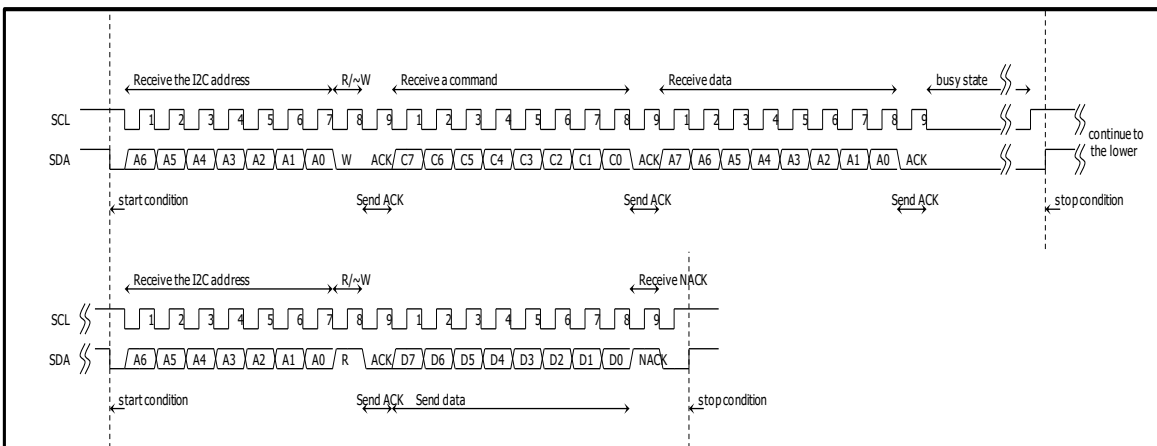 Receive the I2C address R/~W Receive a command Receive data busy state
SCL 1 2 3 4 5 6 7 8 9 1 2 3 4 5 6 7 8 9 1 2 3 4 5 6 7 8 9
continue to
the lower
SDA A6 A5 A4 A3 A2 A1 A0 W ACK C7 C6 C5 C4 C3 C2 C1 C0 ACK A7 A6 A5 A4 A3 A2 A1 A0 ACK
start condition Send ACK Send ACK Send ACK stop condition
Receive the I2C address R/~W Receive NACK
SCL 1 2 3 4 5 6 7 8 9 1 2 3 4 5 6 7 8 9
SDA A6 A5 A4 A3 A2 A1 A0 R ACK D7 D6 D5 D4 D3 D2 D1 D0 NACK
start condition Send ACK Send data stop condition